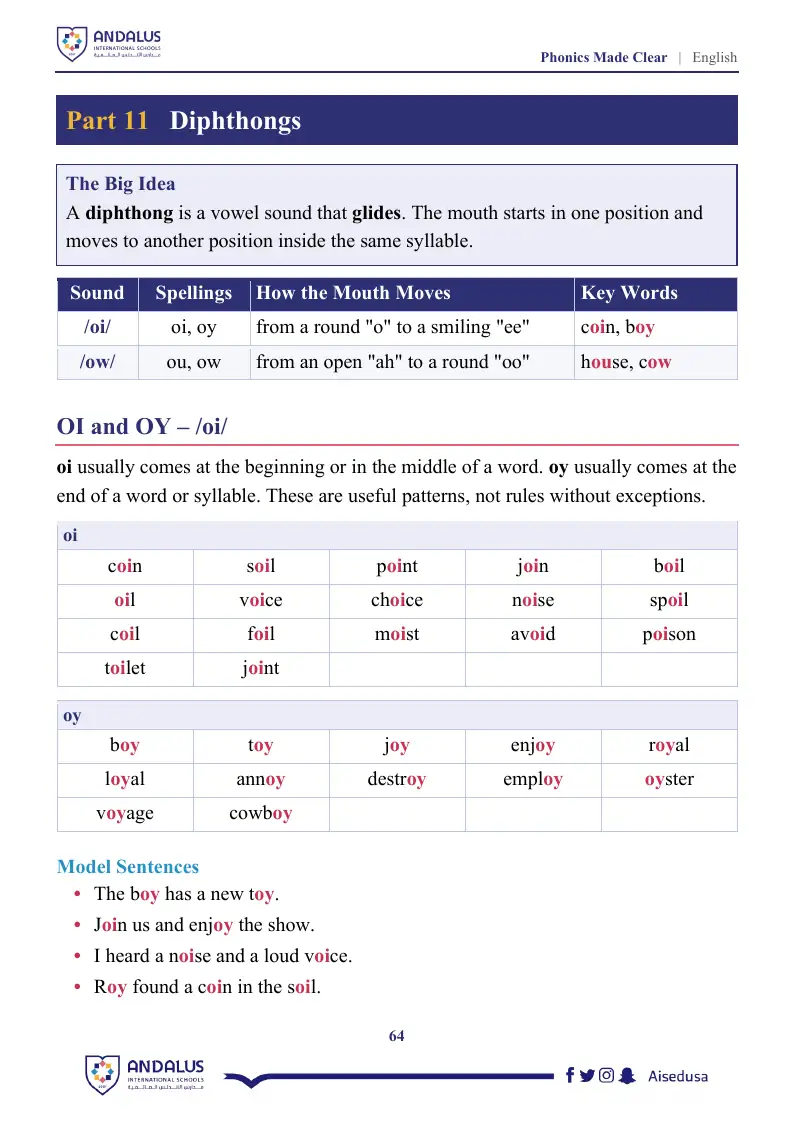 ANDALUS
INTERNATIONAL SCHOOLS
مدارس الأندلس العالمية
Phonics Made Clear | English
Part 11 Diphthongs
The Big Idea
A diphthong is a vowel sound that glides. The mouth starts in one position and
moves to another position inside the same syllable.
Sound Spellings How the Mouth Moves Key Words
/oi/ oi, oy from a round "o" to a smiling "ee" coin, boy
/ow/ ou, ow from an open "ah" to a round "oo" house, cow
OI and OY – /oi/
oi usually comes at the beginning or in the middle of a word. oy usually comes at the
end of a word or syllable. These are useful patterns, not rules without exceptions.
oi
coin soil point join boil
oil voice choice noise spoil
coil foil moist avoid poison
toilet joint
oy
boy toy joy enjoy royal
loyal annoy destroy employ oyster
voyage cowboy
Model Sentences
• The boy has a new toy.
• Join us and enjoy the show.
• I heard a noise and a loud voice.
• Roy found a coin in the soil.
64
ANDALUS
INTERNATIONAL SCHOOLS
مدارس الأندلس العالمية
Aisedusa